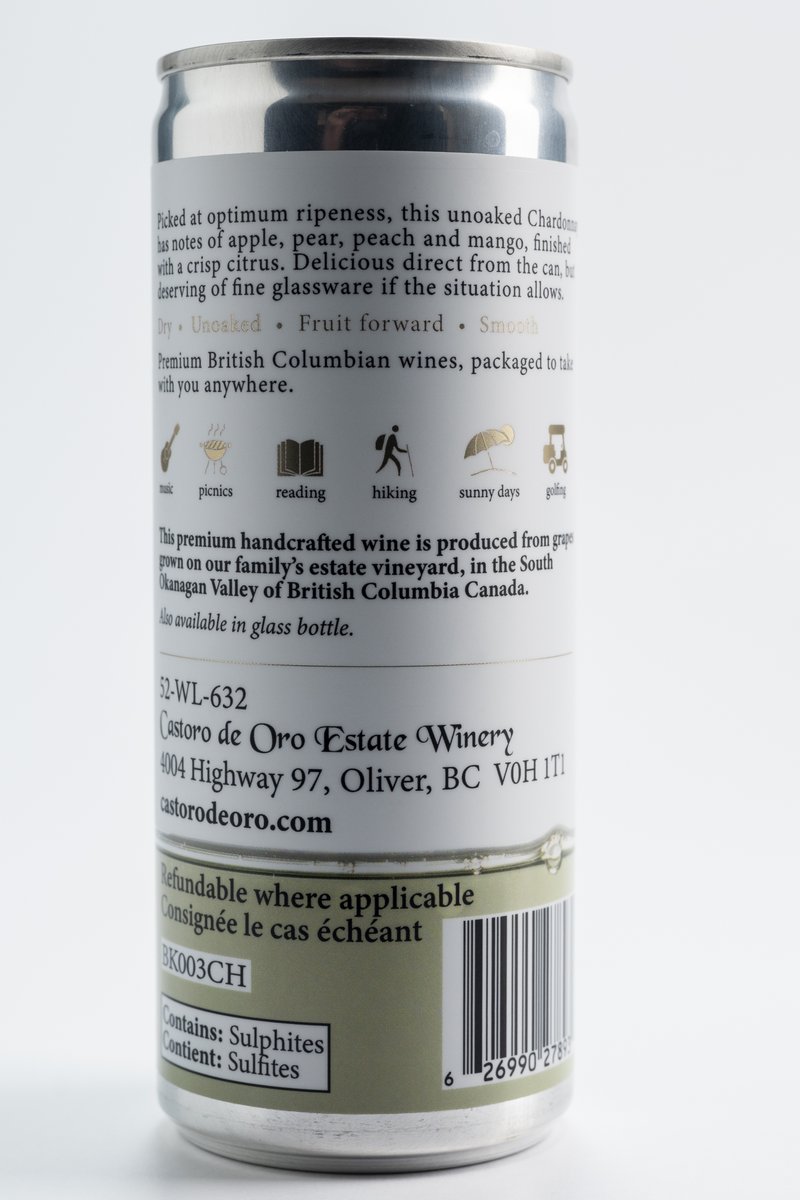 Picked at optimum ripeness, this unoaked
has notes of apple, pear, peach and mango, finished
with a crisp citrus. Delicious direct from the can, but
deserving of fine glassware if the situation allows.
Dry • Unoaked • Fruit forward • Smooth
Premium British Columbian wines, packaged to take
with you anywhere.
music picnics reading hiking sunny days golfing
This premium handcrafted wine is produced from grapes
grown on our family's estate vineyard, in the South
Okanagan Valley of British Columbia Canada.
Also available in glass bottle.
52-WL-632
Castoro de Oro Estate Winery
4004 Highway 97, Oliver, BC V0H 1T1
castorodeoro.com
Refundable where applicable
Consignée le cas échéant
BK003CH
Contains: Sulphites
Contient: Sulfites
6 26990